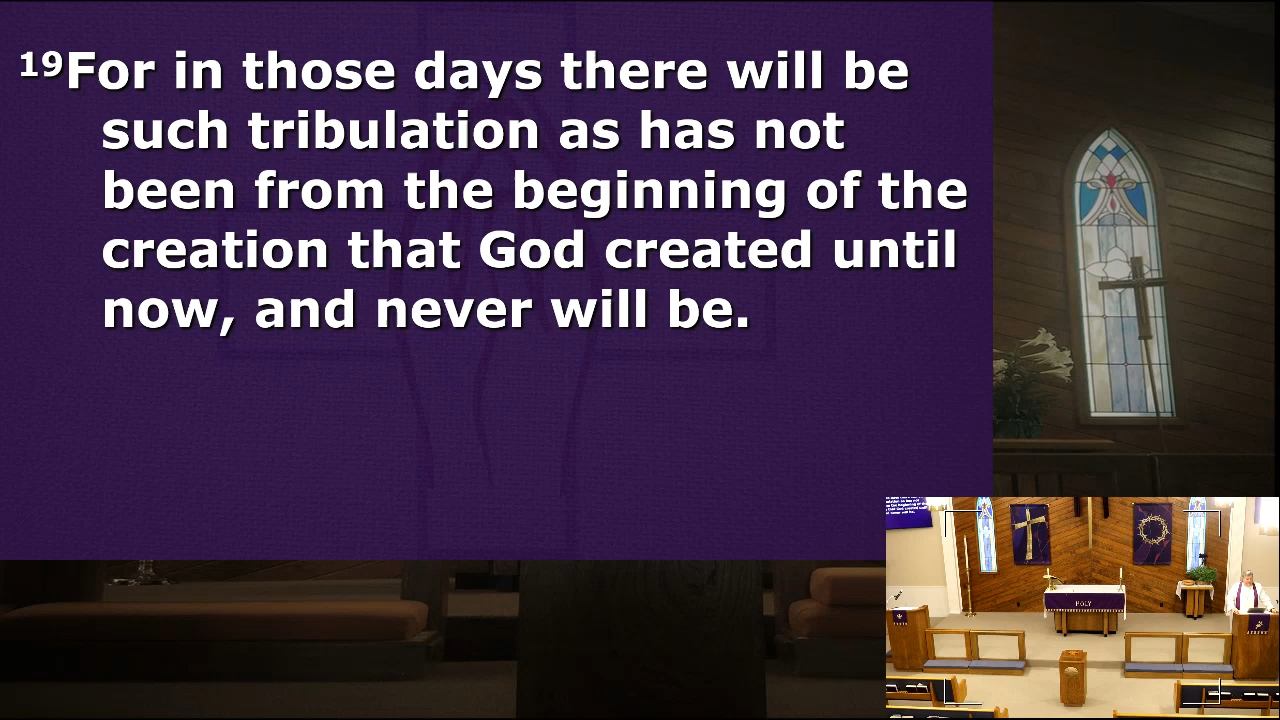 19For in those days there will be
such tribulation as has not
been from the beginning of the
creation that God created until
now, and never will be.
HOLY